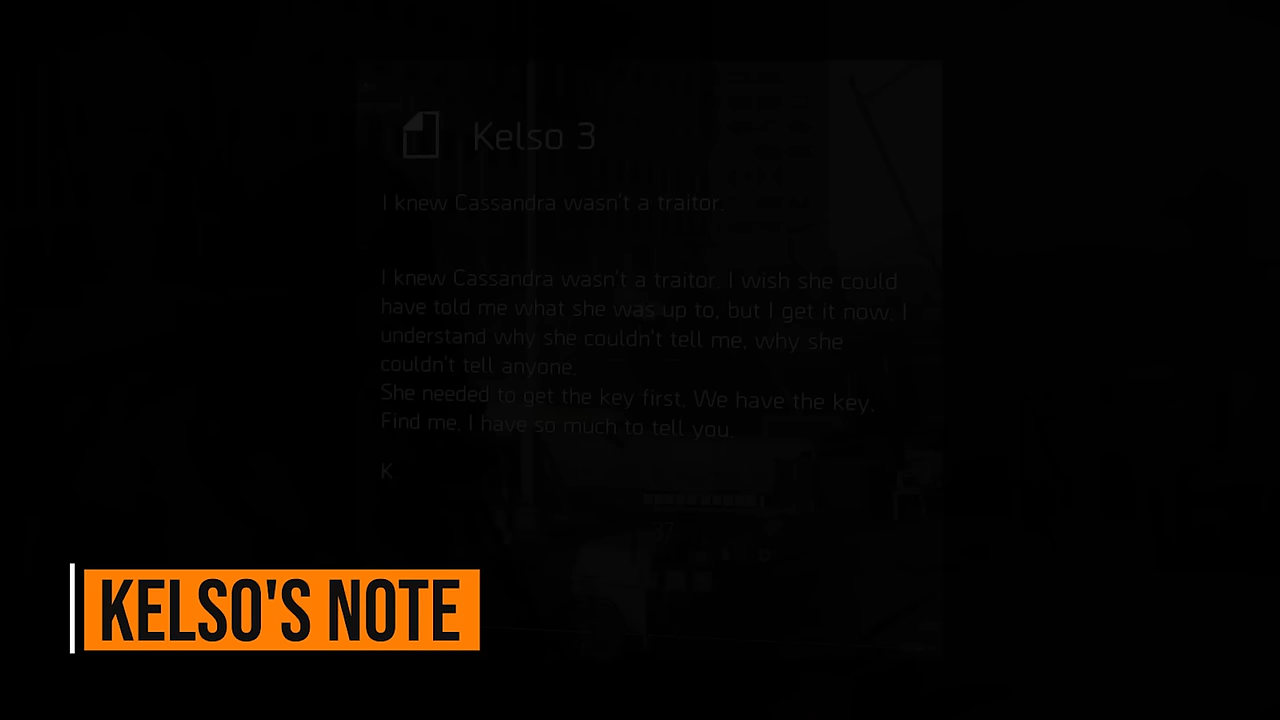 Kelso 3
I knew Cassandra wasn't a traitor.
I knew Cassandra wasn't a traitor. I wish she could
have told me what she was up to, but I get it now. I
understand why she couldn't tell me, why she
couldn't tell anyone.
She needed to get the key first. We have the key.
Find me. I have so much to tell you.
K
KELSO'S NOTE